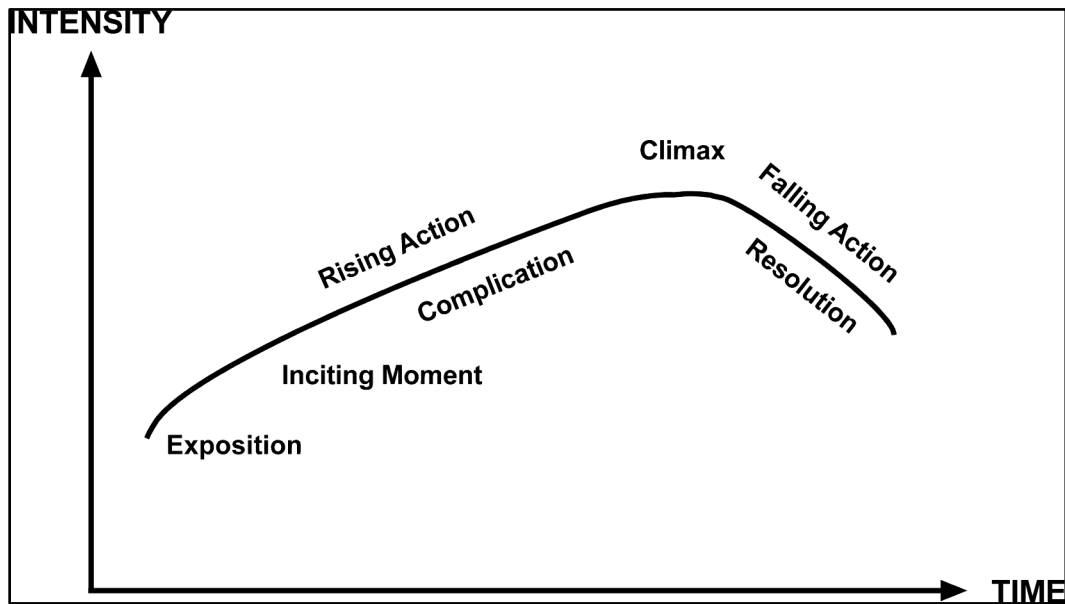 INTENSITY
Climax
Falling Action
Rising Action
Resolution
Complication
Inciting Moment
Exposition
TIME